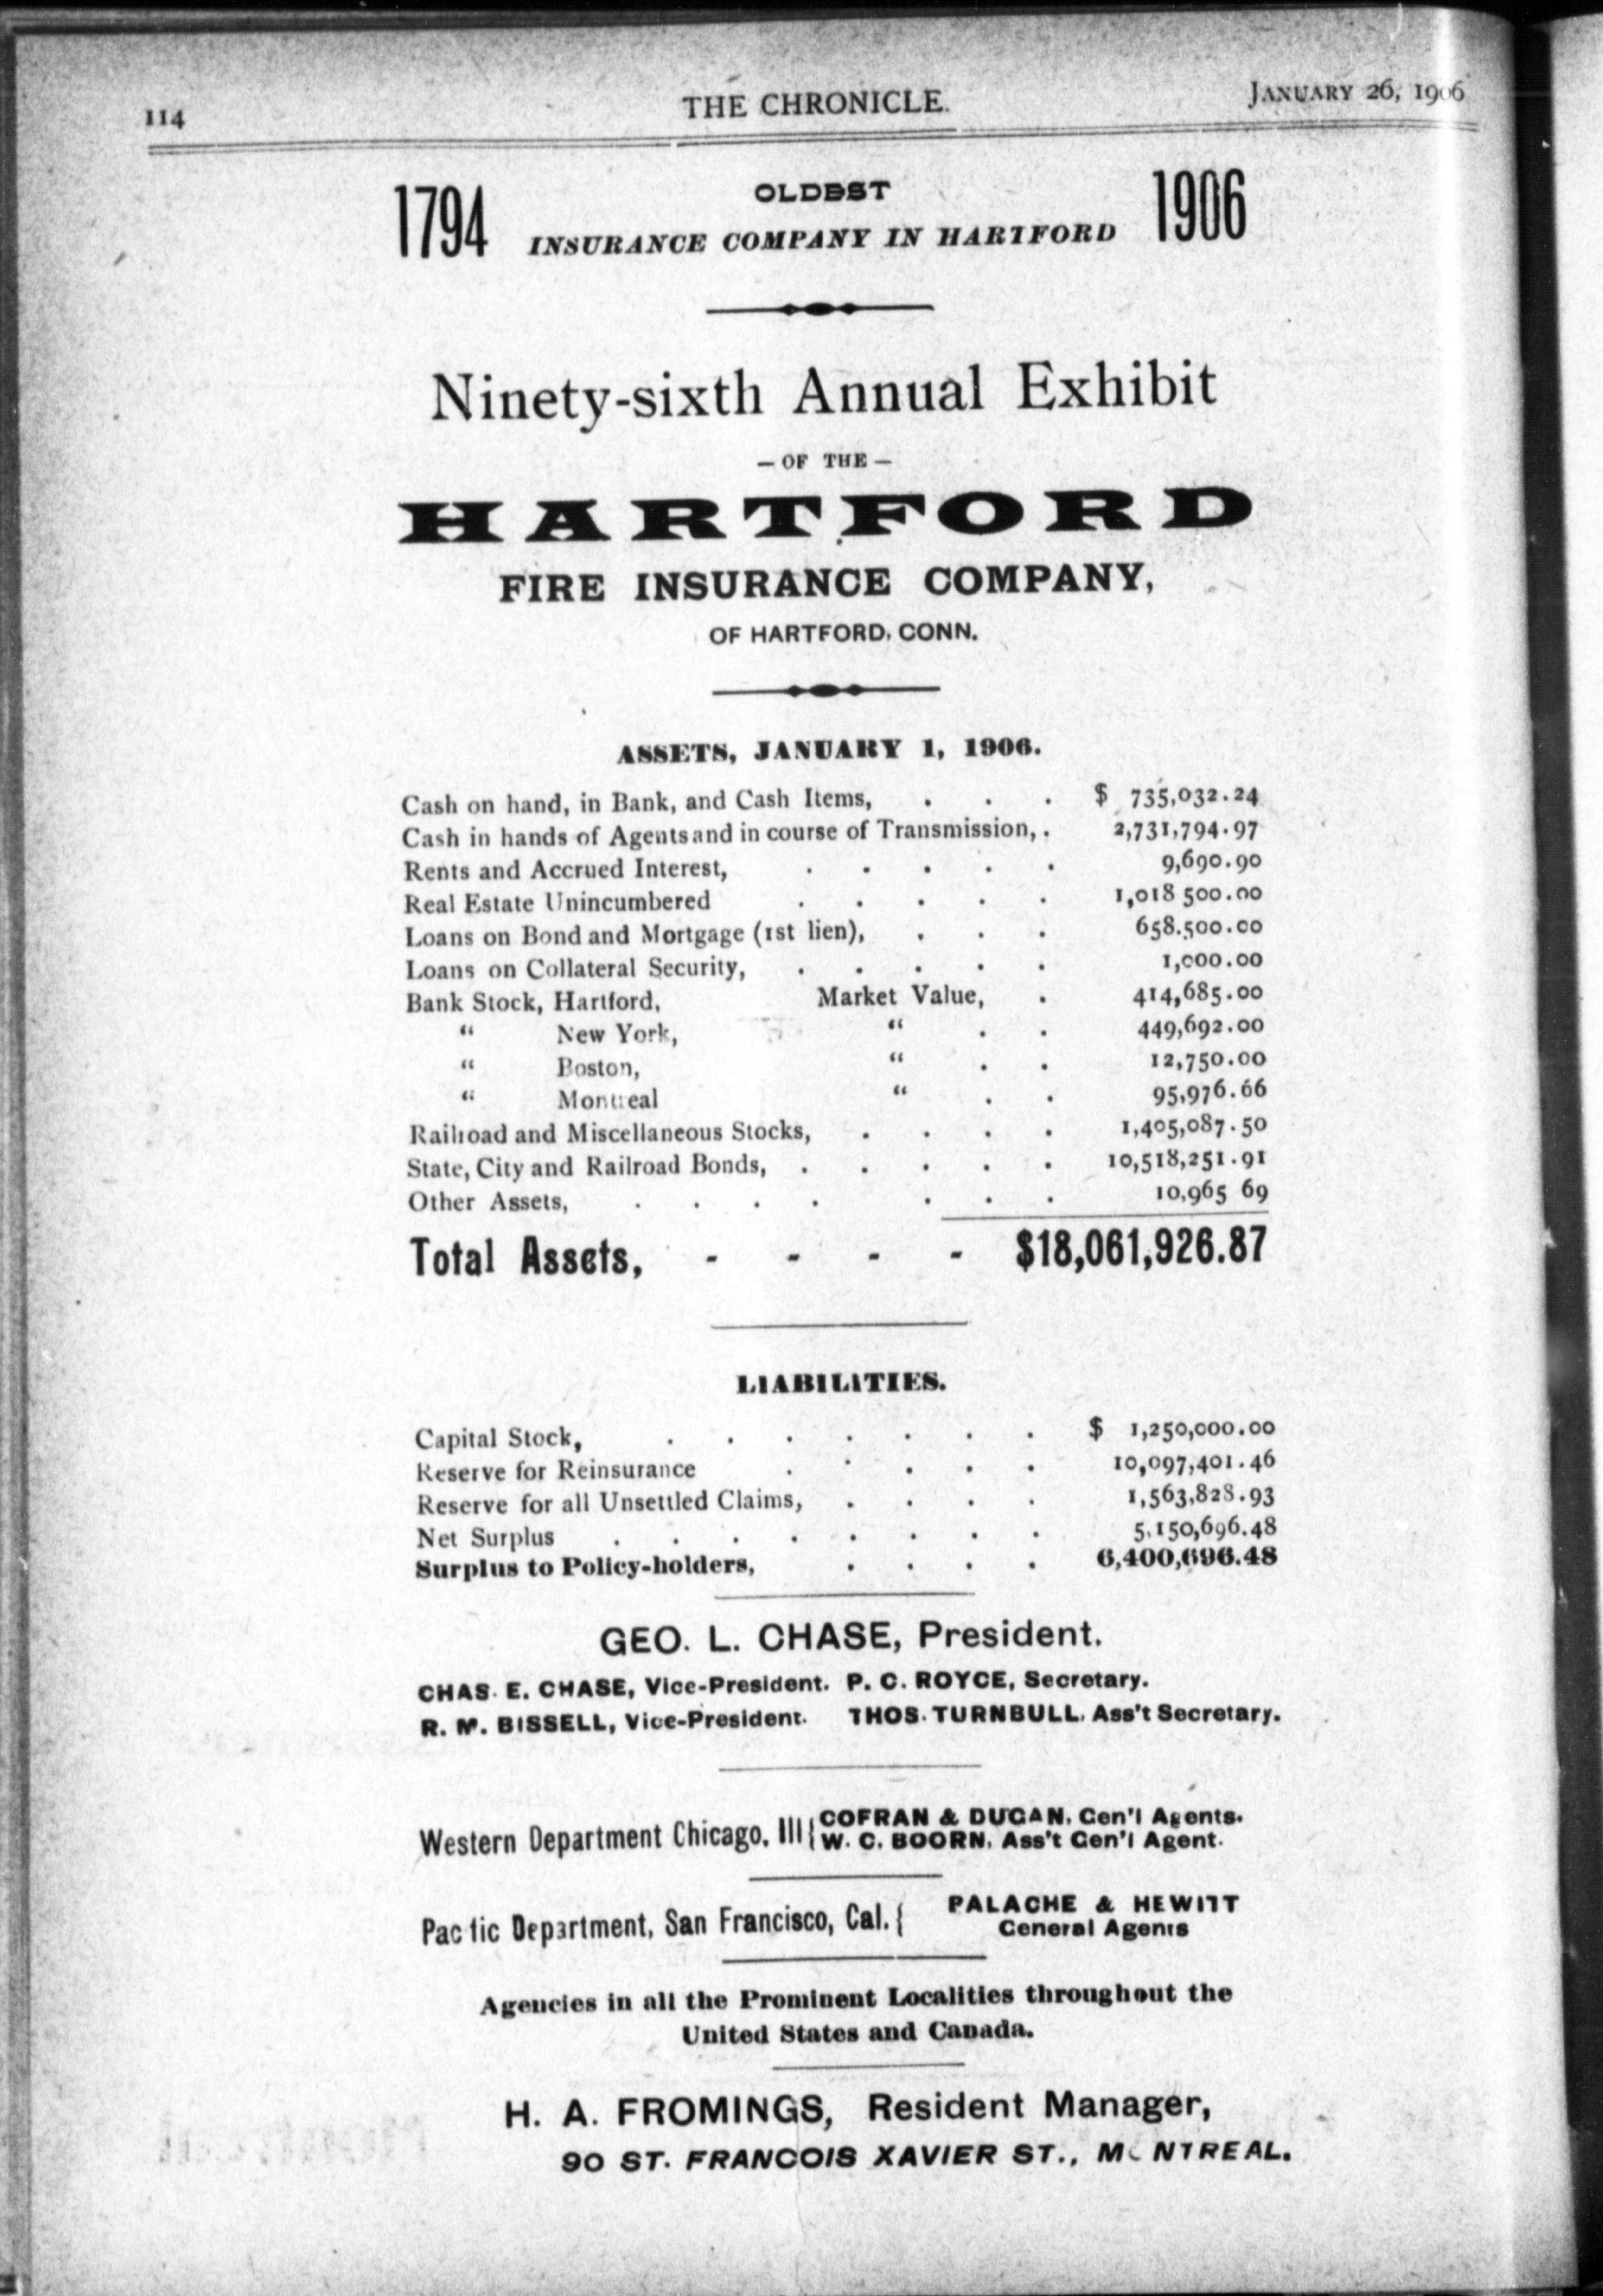 114 THE CHRONICLE. JANUARY 26, 1906
1794 OLDEST 1906
INSURANCE COMPANY IN HARTFORD
Ninety-sixth Annual Exhibit
— OF THE —
HARTFORD
FIRE INSURANCE COMPANY,
OF HARTFORD, CONN.
ASSETS, JANUARY 1, 1906.
Cash on hand, in Bank, and Cash Items, . . . $ 735,032.24
Cash in hands of Agents and in course of Transmission, . 2,731,794.97
Rents and Accrued Interest, . . . . . 9,690.90
Real Estate Unincumbered . . . . . 1,018 500.00
Loans on Bond and Mortgage (1st lien), . . . 658.500.00
Loans on Collateral Security, . . . . . 1,000.00
Bank Stock, Hartford, Market Value, . 414,685.00
“ New York, “ . . 449,692.00
“ Boston, “ . . 12,750.00
“ Montreal “ . . 95,976.66
Railroad and Miscellaneous Stocks, . . . . 1,405,087.50
State, City and Railroad Bonds, . . . . . 10,518,251.91
Other Assets, . . . . . . . 10,965 69
Total Assets, - - - - $18,061,926.87
LIABILITIES.
Capital Stock, . . . . . . . $ 1,250,000.00
Reserve for Reinsurance . . . . . 10,097,401.46
Reserve for all Unsettled Claims, . . . . 1,563,828.93
Net Surplus . . . . . . . . 5,150,696.48
Surplus to Policy-holders, . . . . 6,400,696.48
GEO. L. CHASE, President.
CHAS. E. CHASE, Vice-President. P. C. ROYCE, Secretary.
R. M. BISSELL, Vice-President. THOS. TURNBULL, Ass't Secretary.
Western Department Chicago, Ill { COFRAN & DUGAN, Gen'l Agents.
W. C. BOORN, Ass't Gen'l Agent.
Pacific Department, San Francisco, Cal. { PALACHE & HEWITT
General Agents
Agencies in all the Prominent Localities throughout the
United States and Canada.
H. A. FROMINGS, Resident Manager,
90 ST. FRANCOIS XAVIER ST., MONTREAL.